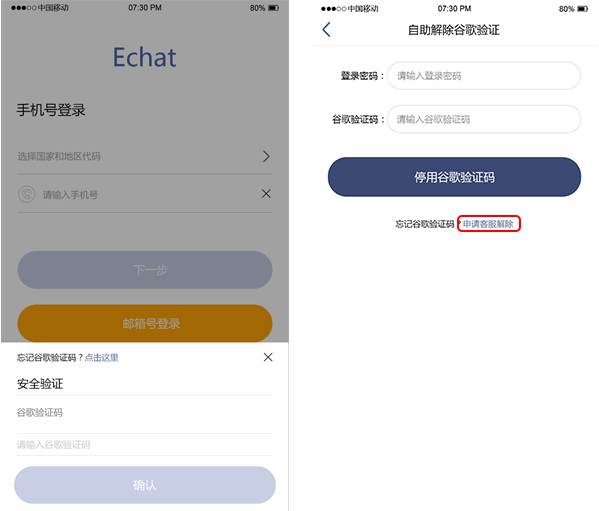 ●●●○○ 中国移动 07:30 PM 80%
Echat
手机号登录
选择国家和地区代码
请输入手机号
下一步
邮箱号登录
忘记谷歌验证码？点击这里
安全验证
谷歌验证码
请输入谷歌验证码
确认
●●●○○ 中国移动 07:30 PM 80%
自助解除谷歌验证
登录密码： 请输入登录密码
谷歌验证码： 请输入谷歌验证码
停用谷歌验证码
忘记谷歌验证码？申请客服解除